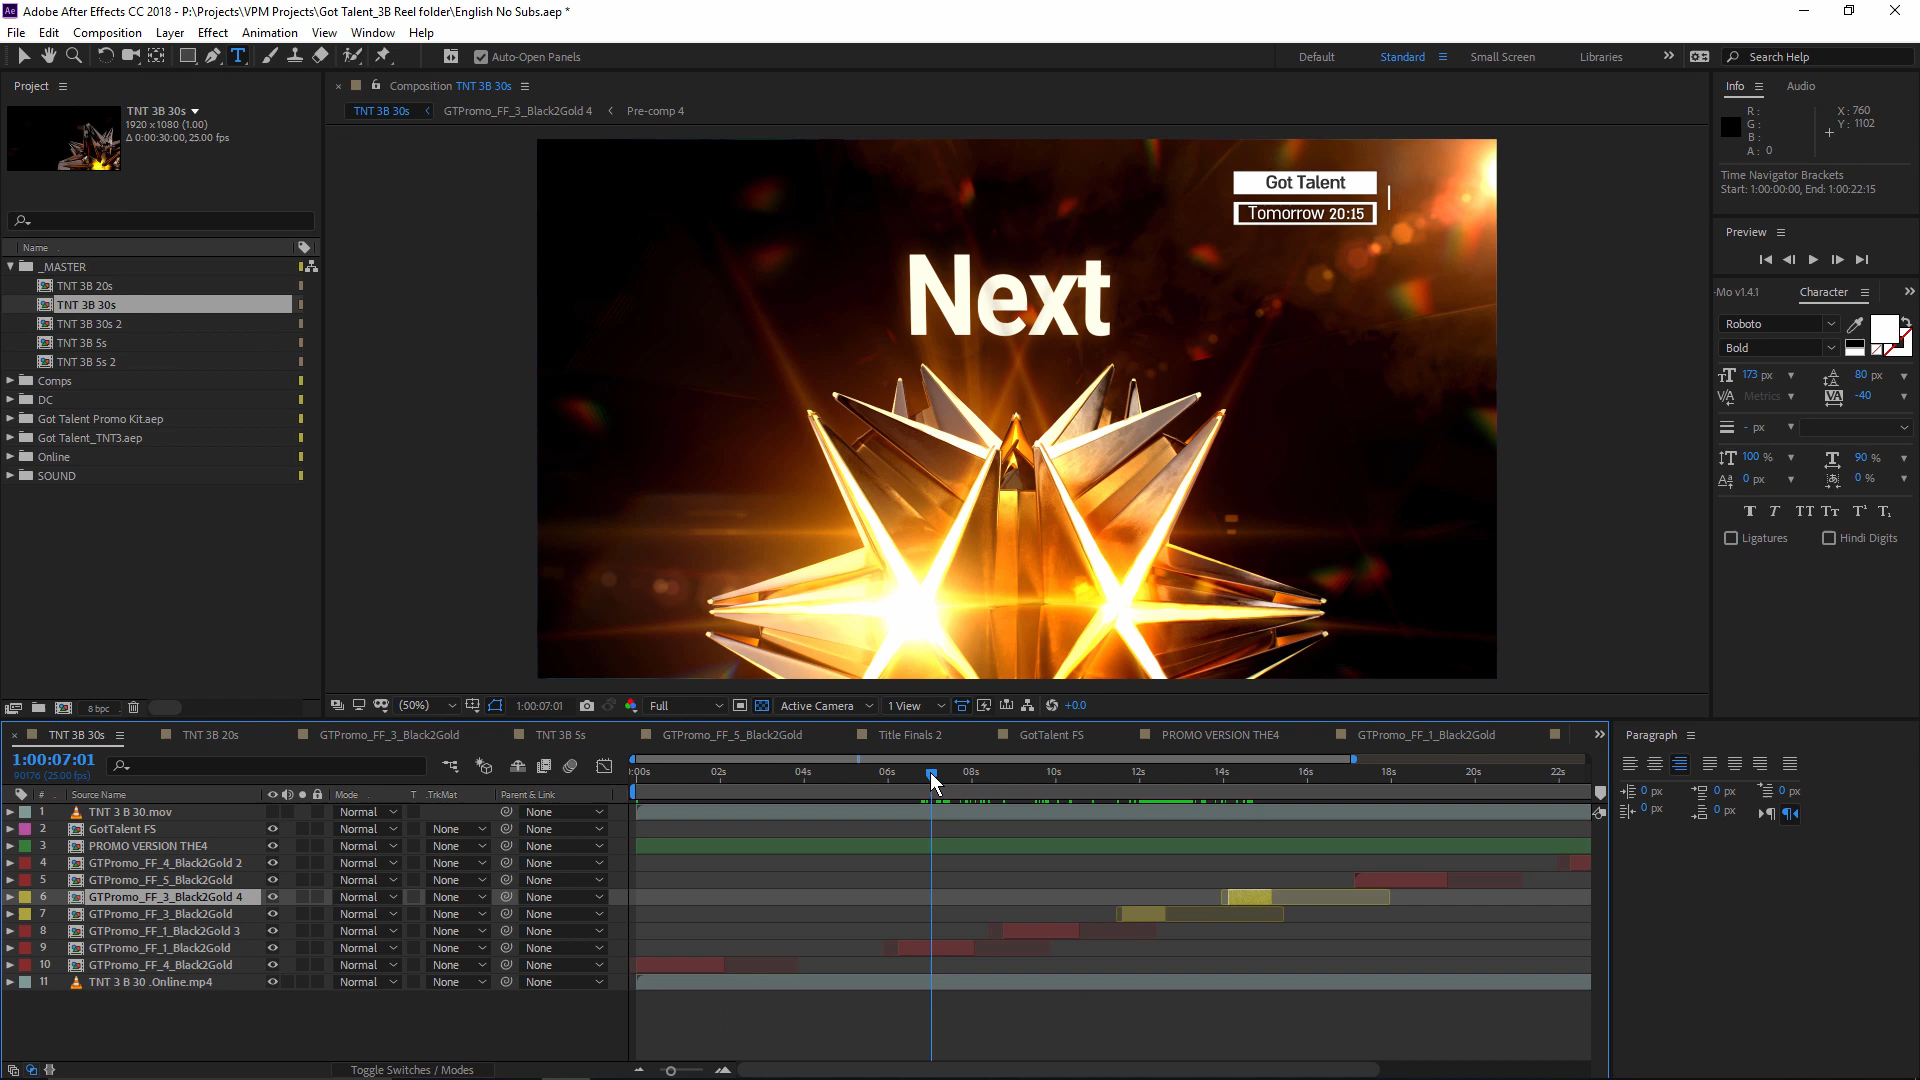 Adobe After Effects CC 2018 - P:\Projects\VPM Projects\Got Talent_3B Reel folder\English No Subs.aep *
File Edit Composition Layer Effect Animation View Window Help
Auto-Open Panels
Default Standard Small Screen Libraries Search Help
Project
TNT 3B 30s
1920 x 1080 (1.00)
Δ 0:00:30:00, 25.00 fps
Name
_MASTER
TNT 3B 20s
TNT 3B 30s
TNT 3B 30s 2
TNT 3B 5s
TNT 3B 5s 2
Comps
DC
Got Talent Promo Kit.aep
Got Talent_TNT3.aep
Online
SOUND
8 bpc
Composition TNT 3B 30s
TNT 3B 30s GTPromo_FF_3_Black2Gold 4 Pre-comp 4
Got Talent
Tomorrow 20:15
Next
(50%) 1:00:07:01 Full Active Camera 1 View +0.0
Info Audio
R:
G:
B:
A: 0
X: 760
Y: 1102
Time Navigator Brackets
Start: 1:00:00:00, End: 1:00:22:15
Preview
-Mo v1.4.1 Character
Roboto
Bold
173 px 80 px
Metrics -40
- px
100 % 90 %
0 px 0 %
Ligatures Hindi Digits
TNT 3B 30s TNT 3B 20s GTPromo_FF_3_Black2Gold TNT 3B 5s GTPromo_FF_5_Black2Gold Title Finals 2 GotTalent FS PROMO VERSION THE4 GTPromo_FF_1_Black2Gold
1:00:07:01
90176 (25.00 fps)
:00s 02s 04s 06s 08s 10s 12s 14s 16s 18s 20s 22s
# Source Name Mode T .TrkMat Parent & Link
1 TNT 3 B 30.mov Normal None
2 GotTalent FS Normal None None
3 PROMO VERSION THE4 Normal None None
4 GTPromo_FF_4_Black2Gold 2 Normal None None
5 GTPromo_FF_5_Black2Gold Normal None None
6 GTPromo_FF_3_Black2Gold 4 Normal None None
7 GTPromo_FF_3_Black2Gold Normal None None
8 GTPromo_FF_1_Black2Gold 3 Normal None None
9 GTPromo_FF_1_Black2Gold Normal None None
10 GTPromo_FF_4_Black2Gold Normal None None
11 TNT 3 B 30 .Online.mp4 Normal None None
Toggle Switches / Modes
Paragraph
0 px 0 px 0 px
0 px 0 px